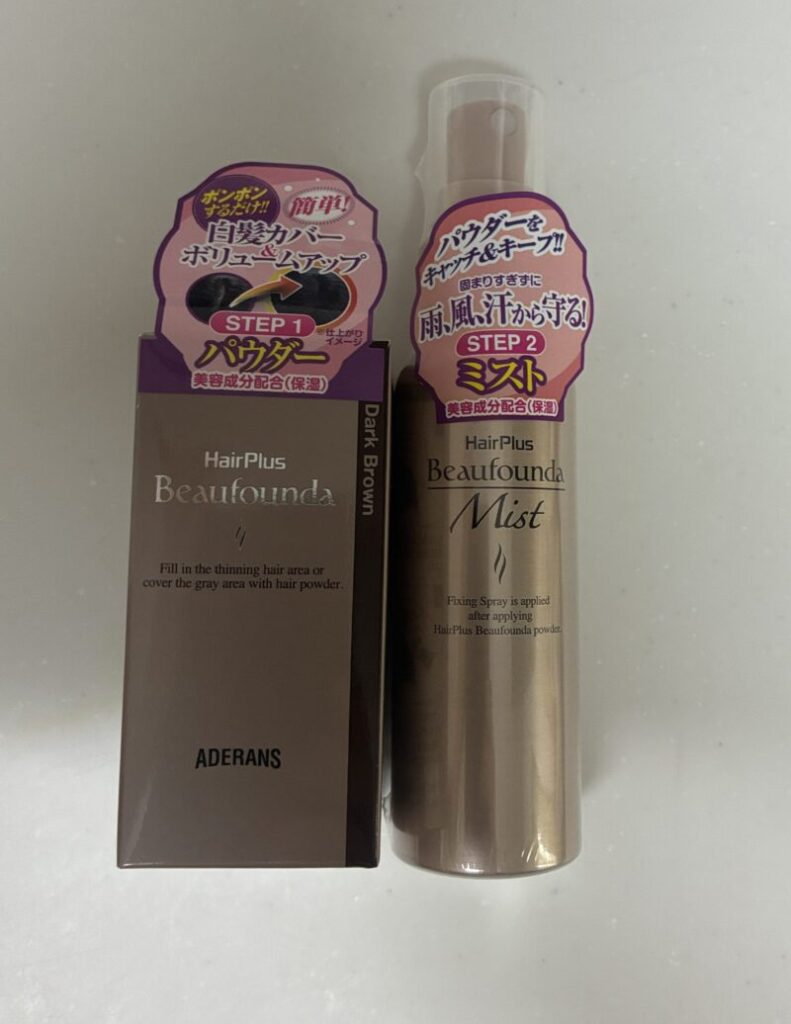 ポンポン
するだけ!!
簡単!
白髪カバー
&
ボリュームアップ
STEP 1
※仕上がり
イメージ
パウダー
美容成分配合(保湿)
Dark Brown
HairPlus
Beaufounda
Fill in the thinning hair area or
cover the gray area with hair powder.
ADERANS
パウダーを
キャッチ&キープ!!
固まりすぎずに
雨、風、汗から守る!
STEP 2
ミスト
美容成分配合(保湿)
HairPlus
Beaufounda
Mist
Fixing Spray is applied
after applying
HairPlus Beaufounda powder.